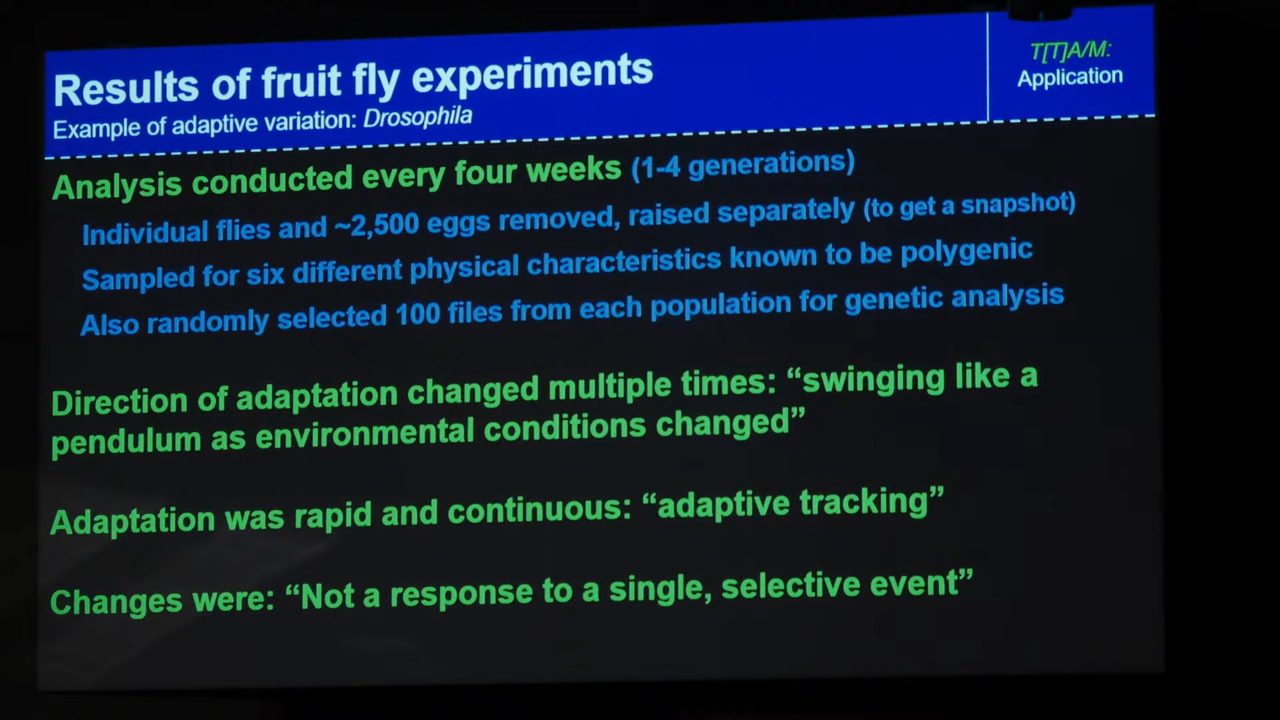 Results of fruit fly experiments
Example of adaptive variation: Drosophila
T[T]A/M:
Application
Analysis conducted every four weeks (1-4 generations)
Individual flies and ~2,500 eggs removed, raised separately (to get a snapshot)
Sampled for six different physical characteristics known to be polygenic
Also randomly selected 100 files from each population for genetic analysis
Direction of adaptation changed multiple times: “swinging like a
pendulum as environmental conditions changed”
Adaptation was rapid and continuous: “adaptive tracking”
Changes were: “Not a response to a single, selective event”